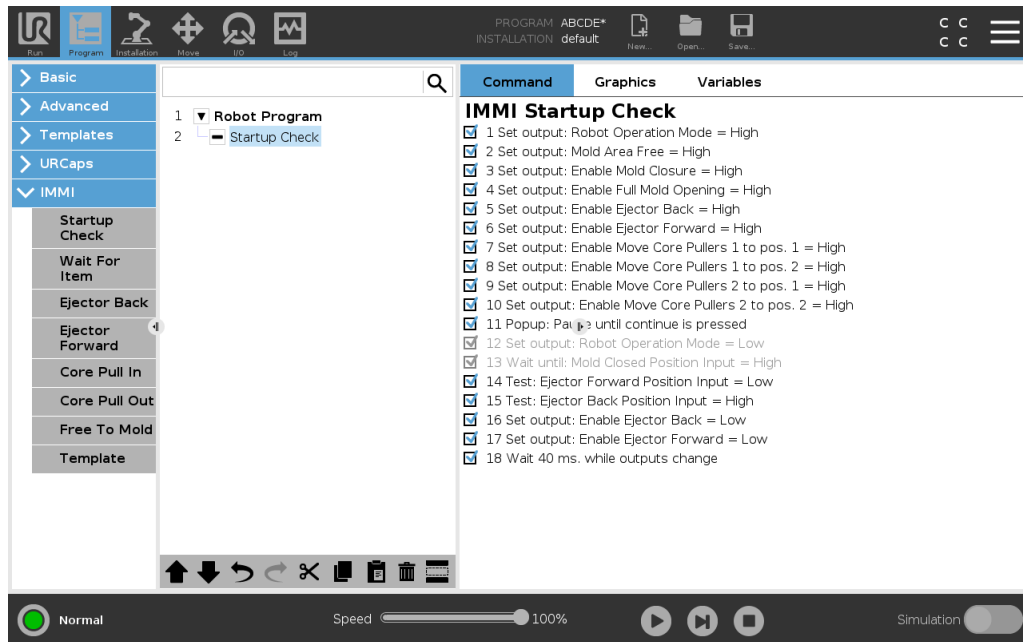 PROGRAM ABCDE*
INSTALLATION default
UR
Run Program Installation Move I/O Log New... Open... Save...
C C
C C
Basic
Advanced
Templates
URCaps
IMMI
Startup
Check
Wait For
Item
Ejector Back
Ejector
Forward
Core Pull In
Core Pull Out
Free To Mold
Template
1 Robot Program
2 Startup Check
Command Graphics Variables
IMMI Startup Check
1 Set output: Robot Operation Mode = High
2 Set output: Mold Area Free = High
3 Set output: Enable Mold Closure = High
4 Set output: Enable Full Mold Opening = High
5 Set output: Enable Ejector Back = High
6 Set output: Enable Ejector Forward = High
7 Set output: Enable Move Core Pullers 1 to pos. 1 = High
8 Set output: Enable Move Core Pullers 1 to pos. 2 = High
9 Set output: Enable Move Core Pullers 2 to pos. 1 = High
10 Set output: Enable Move Core Pullers 2 to pos. 2 = High
11 Popup: Pause until continue is pressed
12 Set output: Robot Operation Mode = Low
13 Wait until: Mold Closed Position Input = High
14 Test: Ejector Forward Position Input = Low
15 Test: Ejector Back Position Input = High
16 Set output: Enable Ejector Back = Low
17 Set output: Enable Ejector Forward = Low
18 Wait 40 ms. while outputs change
Normal Speed 100% Simulation